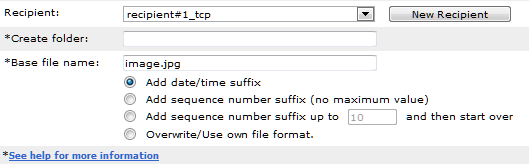 Recipient: recipient#1_tcp New Recipient
*Create folder:
*Base file name: image.jpg
Add date/time suffix
Add sequence number suffix (no maximum value)
Add sequence number suffix up to 10 and then start over
Overwrite/Use own file format.
*See help for more information